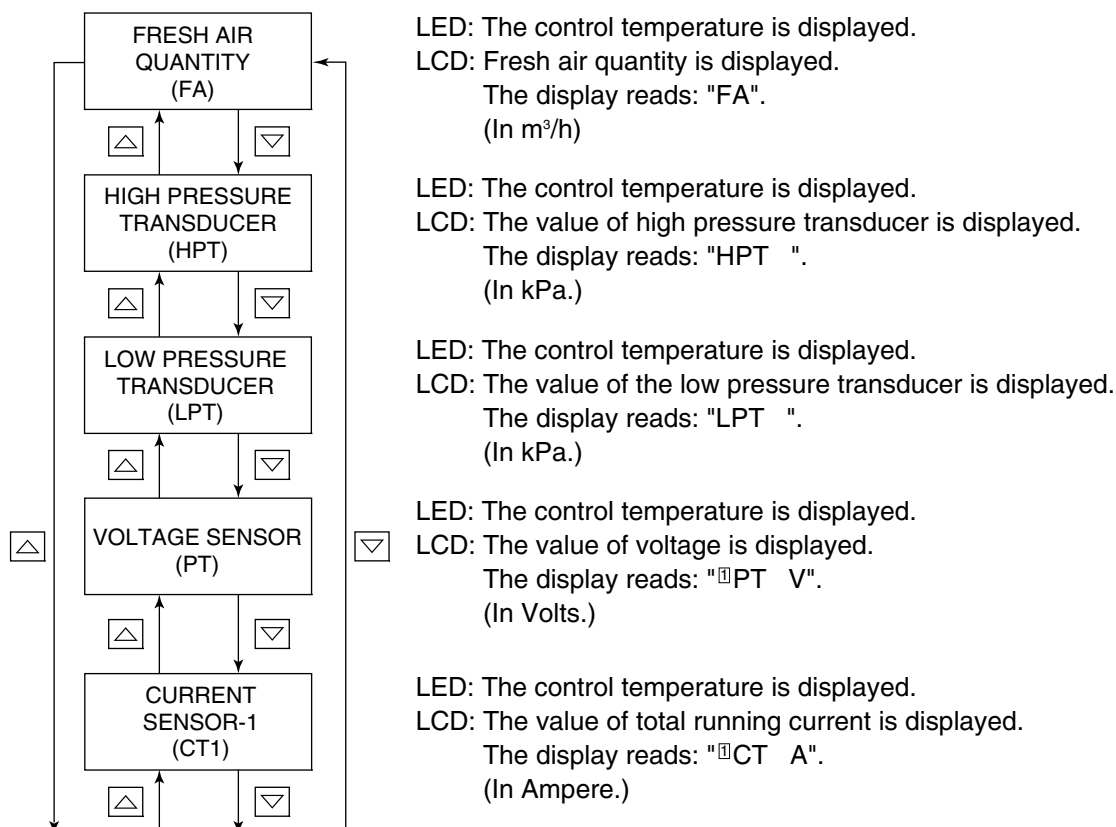 FRESH AIR
QUANTITY
(FA)
LED: The control temperature is displayed.
LCD: Fresh air quantity is displayed.
The display reads: "FA".
(In m³/h)
HIGH PRESSURE
TRANSDUCER
(HPT)
LED: The control temperature is displayed.
LCD: The value of high pressure transducer is displayed.
The display reads: "HPT   ".
(In kPa.)
LOW PRESSURE
TRANSDUCER
(LPT)
LED: The control temperature is displayed.
LCD: The value of the low pressure transducer is displayed.
The display reads: "LPT   ".
(In kPa.)
VOLTAGE SENSOR
(PT)
LED: The control temperature is displayed.
LCD: The value of voltage is displayed.
The display reads: "1PT   V".
(In Volts.)
CURRENT
SENSOR-1
(CT1)
LED: The control temperature is displayed.
LCD: The value of total running current is displayed.
The display reads: "1CT   A".
(In Ampere.)